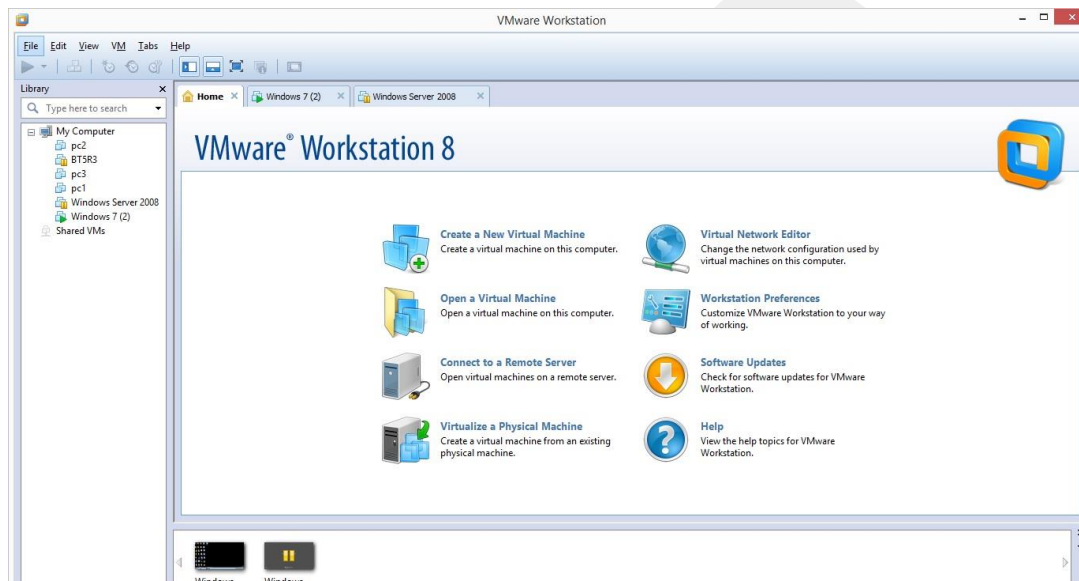 VMware Workstation
File Edit View VM Tabs Help
Library
Type here to search
My Computer
pc2
BT5R3
pc3
pc1
Windows Server 2008
Windows 7 (2)
Shared VMs
Home
Windows 7 (2)
Windows Server 2008
VMware® Workstation 8
Create a New Virtual Machine
Create a virtual machine on this computer.
Open a Virtual Machine
Open a virtual machine on this computer.
Connect to a Remote Server
Open virtual machines on a remote server.
Virtualize a Physical Machine
Create a virtual machine from an existing
physical machine.
Virtual Network Editor
Change the network configuration used by
virtual machines on this computer.
Workstation Preferences
Customize VMware Workstation to your way
of working.
Software Updates
Check for software updates for VMware
Workstation.
Help
View the help topics for VMware
Workstation.
Windows
Windows